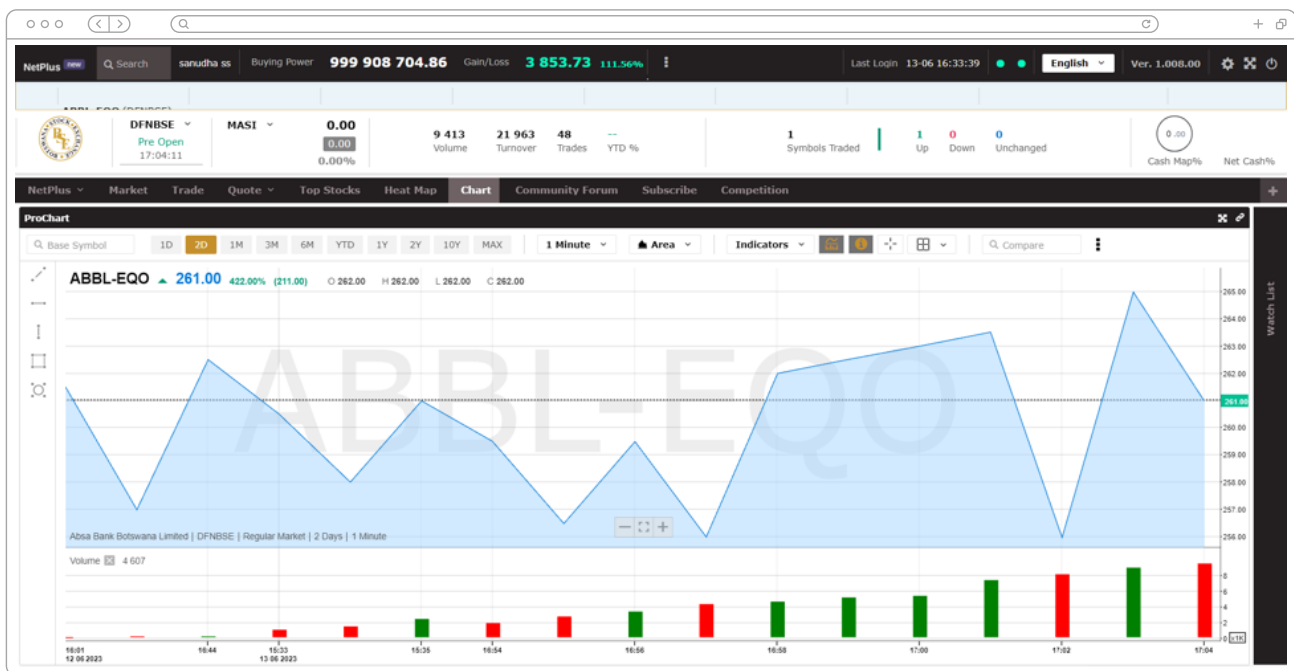 NetPlus new Search sanudha ss Buying Power 999 908 704.86 Gain/Loss 3 853.73 111.56% Last Login 13-06 16:33:39 English Ver. 1.008.00
ABBL-EQO (DFNBSE)
BOTSWANA STOCK EXCHANGE BSE
DFNBSE MASI 0.00
Pre Open 0.00
17:04:11 0.00%
9 413 21 963 48 -- 1 1 0 0 0.00
Volume Turnover Trades YTD % Symbols Traded Up Down Unchanged
Cash Map% Net Cash%
NetPlus Market Trade Quote Top Stocks Heat Map Chart Community Forum Subscribe Competition
ProChart
Base Symbol 1D 2D 1M 3M 6M YTD 1Y 2Y 10Y MAX 1 Minute Area Indicators Compare
ABBL-EQO 261.00 422.00% (211.00) O 262.00 H 262.00 L 262.00 C 262.00
Watch List
265.00
264.00
263.00
262.00
261.00
260.00
259.00
258.00
257.00
256.00
ABBL-EQO
Absa Bank Botswana Limited | DFNBSE | Regular Market | 2 Days | 1 Minute
Volume 4 607
8
6
4
2
0 x1K
16:01 16:44 15:33 15:35 16:54 16:56 16:58 17:00 17:02 17:04
12 06 2023 13 06 2023